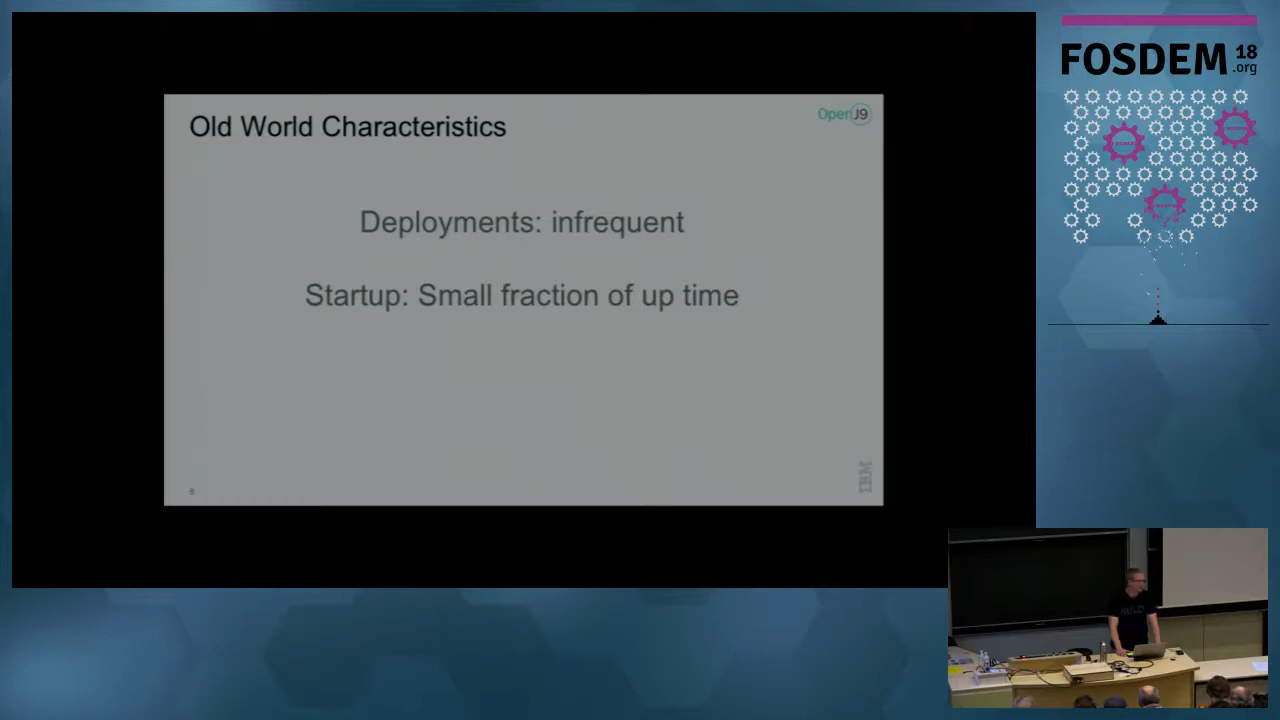 Old World Characteristics
OpenJ9
Deployments: infrequent
Startup: Small fraction of up time
IBM
FOSDEM 18
.org